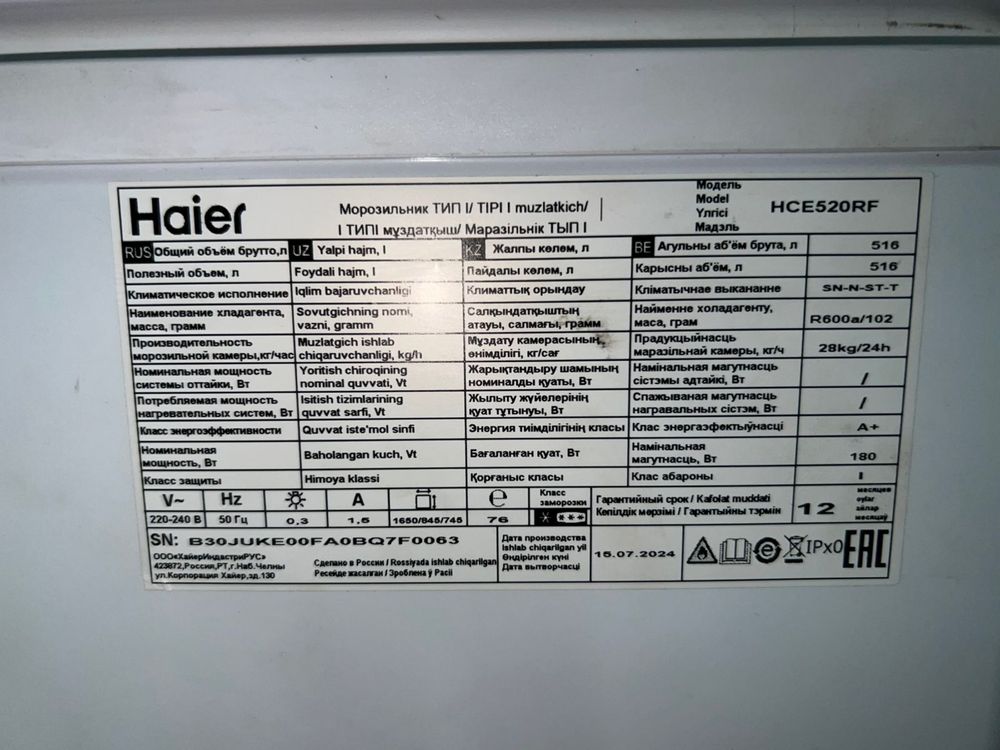 Haier
Морозильник ТИП I/ TIPI I muzlatkich/
I ТИПІ мұздатқыш/ Маразільнік ТЫП I
Модель
Model
Үлгісі
Мадэль
HCE520RF
RUS Общий объём брутто,л UZ Yalpi hajm, l KZ Жалпы көлем, л BE Агульны аб'ём брута, л 516
Полезный объем, л Foydali hajm, l Пайдалы көлем, л Карысны аб'ём, л 516
Климатическое исполнение Iqlim bajaruvchanligi Климаттық орындау Кліматычнае выкананне SN-N-ST-T
Наименование хладагента, Sovutgichning nomi, Салқындатқыштың Найменне холадагенту,
масса, грамм vazni, gramm атауы, салмағы, грамм маса, грам R600a/102
Производительность Muzlatgich ishlab Мұздату камерасының Прадукцыйнасць
морозильной камеры,кг/час chiqaruvchanligi, kg/h өнімділігі, кг/сағ маразільнай камеры, кг/ч 28kg/24h
Номинальная мощность Yoritish chiroqining Жарықтандыру шамының Намінальная магутнасць
системы оттайки, Вт nominal quvvati, Vt номиналды қуаты, Вт сістэмы адтайкі, Вт /
Потребляемая мощность Isitish tizimlarining Жылыту жүйелерінің Спажываная магутнасць
нагревательных систем, Вт quvvat sarfi, Vt қуат тұтынуы, Вт награвальных сістэм, Вт /
Класс энергоэффективности Quvvat iste'mol sinfi Энергия тиімділігінің класы Клас энергаэфектыўнасці A+
Номинальная Намінальная
мощность, Вт Baholangan kuch, Vt Бағаланған қуат, Вт магутнасць, Вт 180
Класс защиты Himoya klassi Қорғаныс класы Клас абароны I
V~ Hz A e
220-240 В 50 Гц 0,3 1,5 1650/845/745 76
Класс
заморозки
Гарантийный срок / Kafolat muddati
Кепілдік мерзімі / Гарантыйны тэрмін
12
месяцев
oylar
айлар
месяцаў
SN: B30JUKE00FA0BQ7F0063
ООО«ХайерИндастриРУС»
423872,Россия,РТ,г.Наб.Челны
ул.Корпорация Хайер,зд.130
Сделано в России / Rossiyada ishlab chiqarilgan
Ресейде жасалған / Зроблена ў Расіі
Дата производства
Ishlab chiqarilgan yil
Өндірілген күні
Дата вытворчасці
15.07.2024
IPx0 EAC